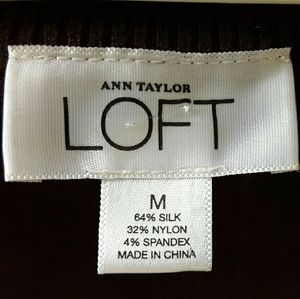 ANN TAYLOR
LOFT
M
64% SILK
32% NYLON
4% SPANDEX
MADE IN CHINA